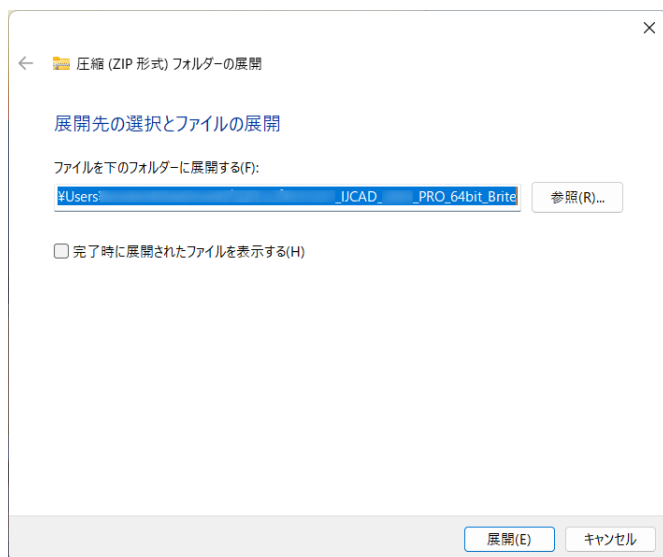 圧縮 (ZIP 形式) フォルダーの展開
展開先の選択とファイルの展開
ファイルを下のフォルダーに展開する(F):
¥Users¥ _IJCAD_ _PRO_64bit_Brite
参照(R)...
完了時に展開されたファイルを表示する(H)
展開(E)
キャンセル